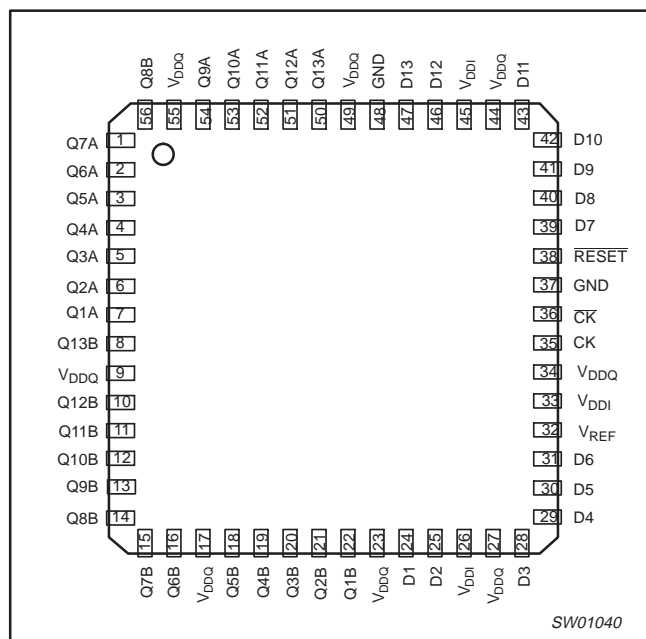 Q8B VDDQ Q9A Q10A Q11A Q12A Q13A VDDQ GND D13 D12 VDDI VDDQ D11
56 55 54 53 52 51 50 49 48 47 46 45 44 43
Q7A 1 42 D10
Q6A 2 41 D9
Q5A 3 40 D8
Q4A 4 39 D7
Q3A 5 38 RESET
Q2A 6 37 GND
Q1A 7 36 CK
Q13B 8 35 CK
VDDQ 9 34 VDDQ
Q12B 10 33 VDDI
Q11B 11 32 VREF
Q10B 12 31 D6
Q9B 13 30 D5
Q8B 14 29 D4
15 16 17 18 19 20 21 22 23 24 25 26 27 28
Q7B Q6B VDDQ Q5B Q4B Q3B Q2B Q1B VDDQ D1 D2 VDDI VDDQ D3
SW01040